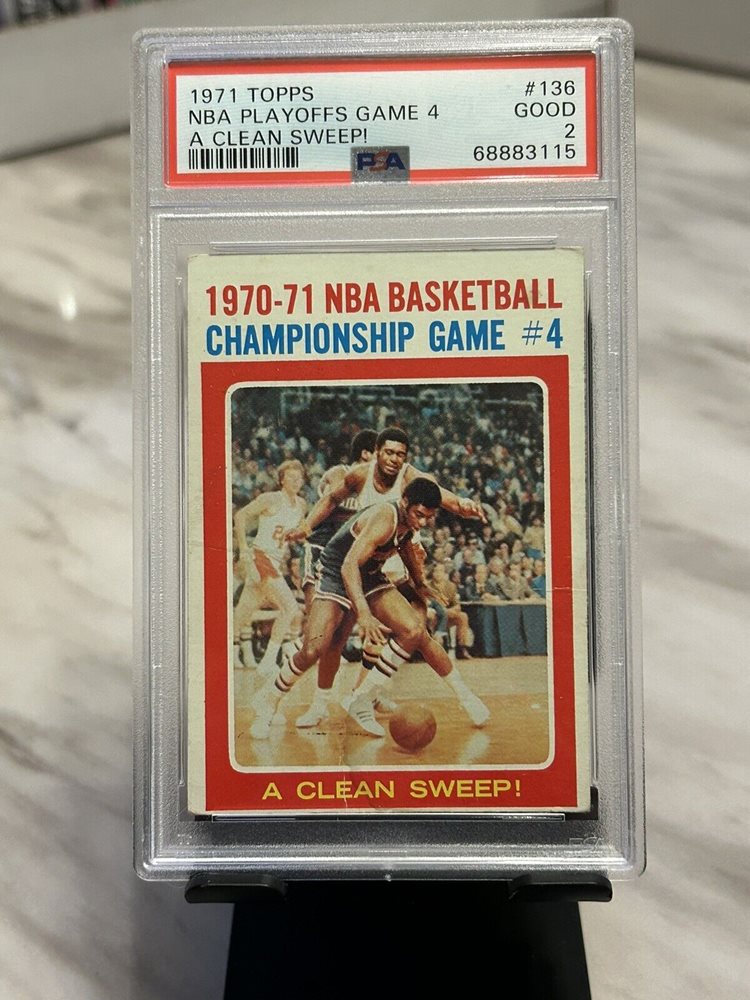 1971 TOPPS #136
NBA PLAYOFFS GAME 4 GOOD
A CLEAN SWEEP! 2
PSA 68883115
1970-71 NBA BASKETBALL
CHAMPIONSHIP GAME #4
A CLEAN SWEEP!